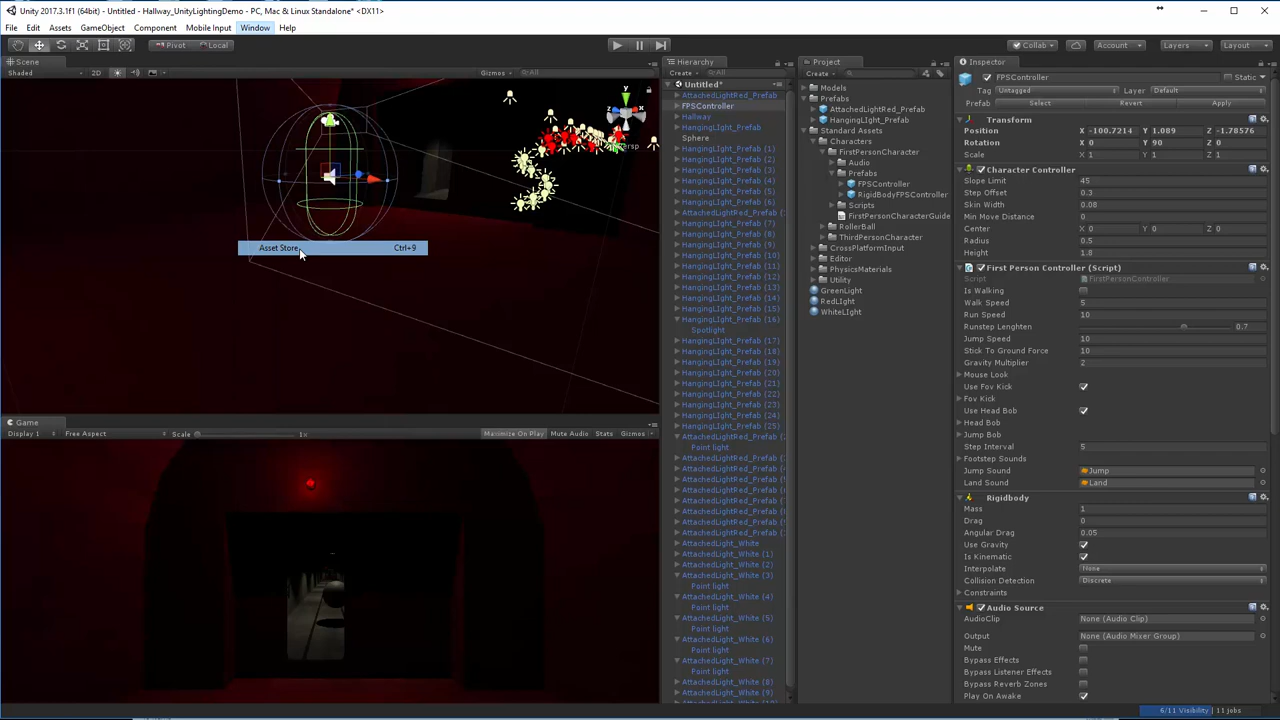 Unity 2017.3.1f1 (64bit) - Untitled - Hallway_UnityLightingDemo - PC, Mac & Linux Standalone* <DX11>
File Edit Assets GameObject Component Mobile Input Window Help
Pivot Local Collab Account Layers Layout
Scene
Shaded 2D Gizmos All
Persp
Asset Store Ctrl+9
Game
Display 1 Free Aspect Scale 1x Maximize On Play Mute Audio Stats Gizmos
Hierarchy
Create All
Untitled*
AttachedLightRed_Prefab
FPSController
Hallway
HangingLIght_Prefab
Sphere
HangingLIght_Prefab (1)
HangingLIght_Prefab (2)
HangingLIght_Prefab (3)
HangingLIght_Prefab (4)
HangingLIght_Prefab (5)
HangingLIght_Prefab (6)
AttachedLightRed_Prefab (
HangingLIght_Prefab (7)
HangingLIght_Prefab (8)
HangingLIght_Prefab (9)
HangingLIght_Prefab (10)
HangingLIght_Prefab (11)
HangingLIght_Prefab (12)
HangingLIght_Prefab (13)
HangingLIght_Prefab (14)
HangingLIght_Prefab (15)
HangingLIght_Prefab (16)
Spotlight
HangingLIght_Prefab (17)
HangingLIght_Prefab (18)
HangingLIght_Prefab (19)
HangingLIght_Prefab (20)
HangingLIght_Prefab (21)
HangingLIght_Prefab (22)
HangingLIght_Prefab (23)
HangingLIght_Prefab (24)
HangingLIght_Prefab (25)
AttachedLightRed_Prefab (
Point light
AttachedLightRed_Prefab (
AttachedLightRed_Prefab (
AttachedLightRed_Prefab (
AttachedLightRed_Prefab (
AttachedLightRed_Prefab (
AttachedLightRed_Prefab (
AttachedLightRed_Prefab (
AttachedLight_White
AttachedLight_White (1)
AttachedLight_White (2)
AttachedLight_White (3)
Point light
AttachedLight_White (4)
Point light
AttachedLight_White (5)
Point light
AttachedLight_White (6)
Point light
AttachedLight_White (7)
Point light
AttachedLight_White (8)
AttachedLight_White (9)
Project
Create
Models
Prefabs
AttachedLightRed_Prefab
HangingLIght_Prefab
Standard Assets
Characters
FirstPersonCharacter
Audio
Prefabs
FPSController
RigidBodyFPSController
Scripts
FirstPersonCharacterGuide
RollerBall
ThirdPersonCharacter
CrossPlatformInput
Editor
PhysicsMaterials
Utility
GreenLight
RedLIght
WhiteLIght
Inspector
FPSController Static
Tag Untagged Layer Default
Prefab Select Revert Apply
Transform
Position X -100.7214 Y 1.089 Z -1.78576
Rotation X 0 Y 90 Z 0
Scale X 1 Y 1 Z 1
Character Controller
Slope Limit 45
Step Offset 0.3
Skin Width 0.08
Min Move Distance 0
Center X 0 Y 0 Z 0
Radius 0.5
Height 1.8
First Person Controller (Script)
Script FirstPersonController
Is Walking
Walk Speed 5
Run Speed 10
Runstep Lenghten 0.7
Jump Speed 10
Stick To Ground Force 10
Gravity Multiplier 2
Mouse Look
Use Fov Kick
Fov Kick
Use Head Bob
Head Bob
Jump Bob
Step Interval 5
Footstep Sounds
Jump Sound Jump
Land Sound Land
Rigidbody
Mass 1
Drag 0
Angular Drag 0.05
Use Gravity
Is Kinematic
Interpolate None
Collision Detection Discrete
Constraints
Audio Source
AudioClip None (Audio Clip)
Output None (Audio Mixer Group)
Mute
Bypass Effects
Bypass Listener Effects
Bypass Reverb Zones
Play On Awake
6/11 Visibility | 11 jobs